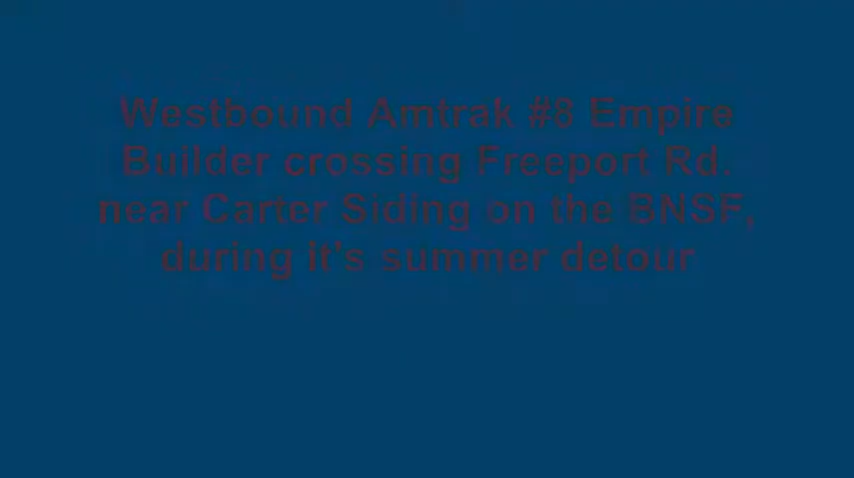 Westbound Amtrak #8 Empire
Builder crossing Freeport Rd.
near Carter Siding on the BNSF,
during it's summer detour